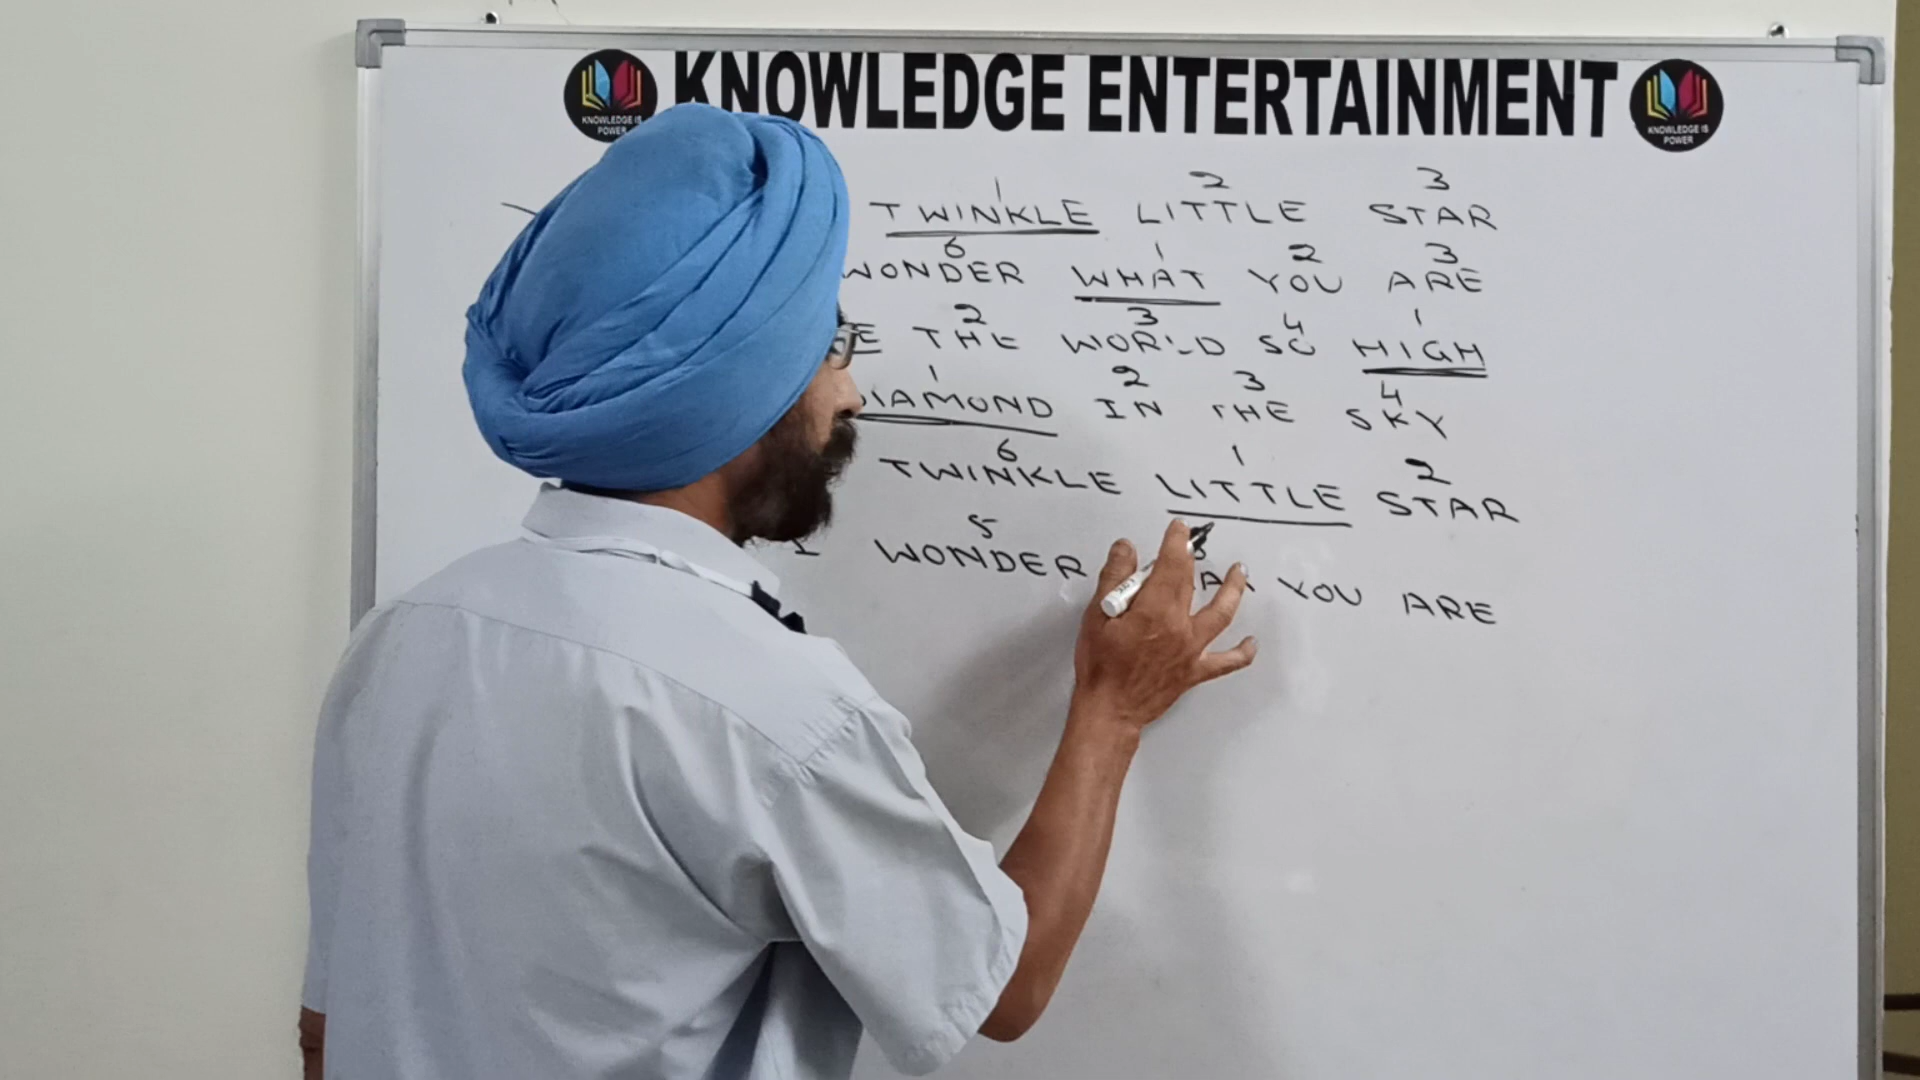 KNOWLEDGE ENTERTAINMENT
KNOWLEDGE IS
POWER
KNOWLEDGE IS
POWER
1 2 3
TWINKLE LITTLE STAR
6 1 2 3
WONDER WHAT YOU ARE
2 3 4 1
THE WORLD SO HIGH
1 2 3 4
DIAMOND IN THE SKY
6 1 2
TWINKLE LITTLE STAR
5
I WONDER YOU ARE